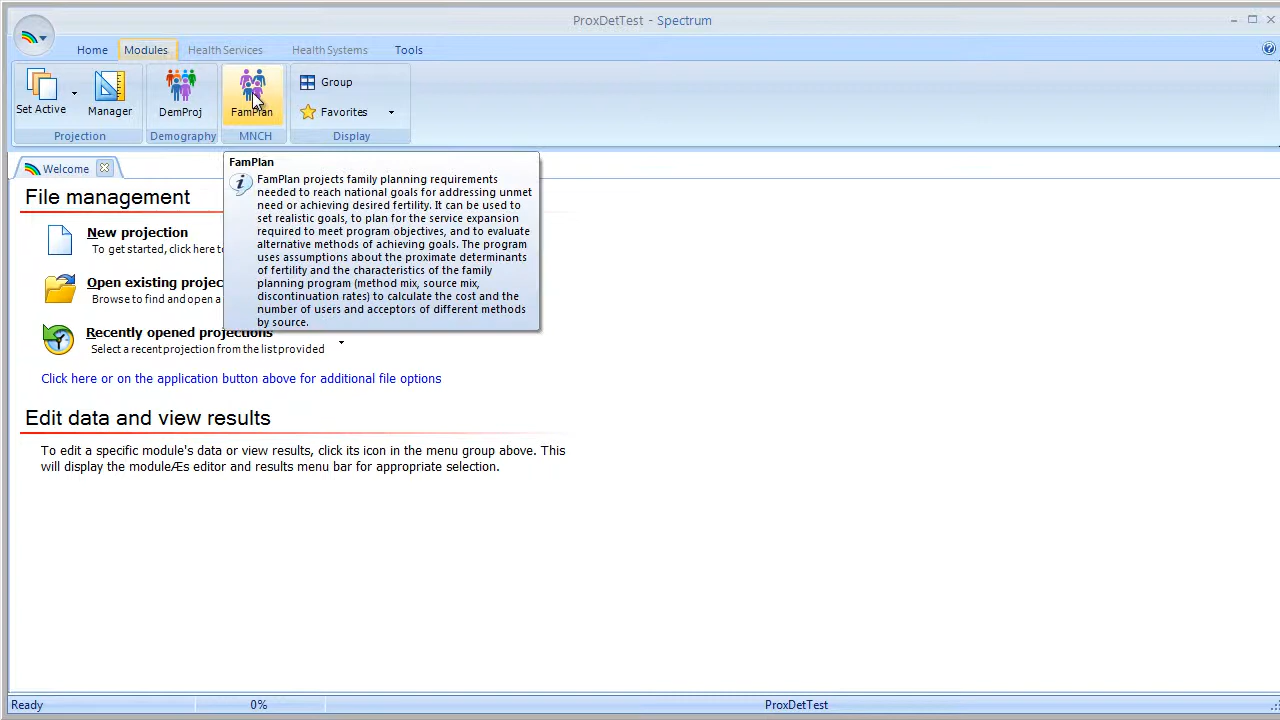 ProxDetTest - Spectrum
Home Modules Health Services Health Systems Tools
Set Active Manager DemProj FamPlan Group
Favorites
Projection Demography MNCH Display
Welcome
FamPlan
FamPlan projects family planning requirements
needed to reach national goals for addressing unmet
need or achieving desired fertility. It can be used to
set realistic goals, to plan for the service expansion
required to meet program objectives, and to evaluate
alternative methods of achieving goals. The program
uses assumptions about the proximate determinants
of fertility and the characteristics of the family
planning program (method mix, source mix,
discontinuation rates) to calculate the cost and the
number of users and acceptors of different methods
by source.
File management
New projection
To get started, click here to
Open existing projec
Browse to find and open a
Recently opened projections
Select a recent projection from the list provided
Click here or on the application button above for additional file options
Edit data and view results
To edit a specific module's data or view results, click its icon in the menu group above. This
will display the moduleÆs editor and results menu bar for appropriate selection.
Ready 0% ProxDetTest